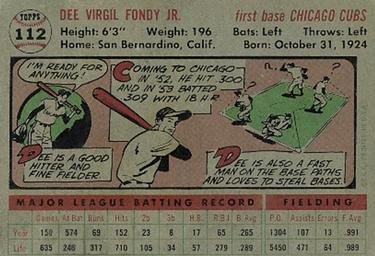 TOPPS
112
DEE VIRGIL FONDY JR.
first base CHICAGO CUBS
Height: 6'3" Weight: 196 Bats: Left Throws: Left
Home: San Bernardino, Calif. Born: October 31, 1924
I'M READY FOR
ANYTHING!
DEE IS A GOOD
HITTER AND
FINE FIELDER.
COMING TO CHICAGO
IN '52, HE HIT .300
AND IN '53 BATTED
.309 WITH 18 H.R.
?
DEE IS ALSO A FAST
MAN ON THE BASE PATHS AND
LOVES TO STEAL BASES.
MAJOR LEAGUE BATTING RECORD FIELDING
Games At Bat Runs Hits 2b 3b H.R. R.B.I. B. Avg. P.O. Assists Errors F. Avg.
Year 150 574 69 152 23 8 17 65 .265 1304 107 13 .991
Life 635 317 710 105 34 57 279 .289 5450 471 64 .989